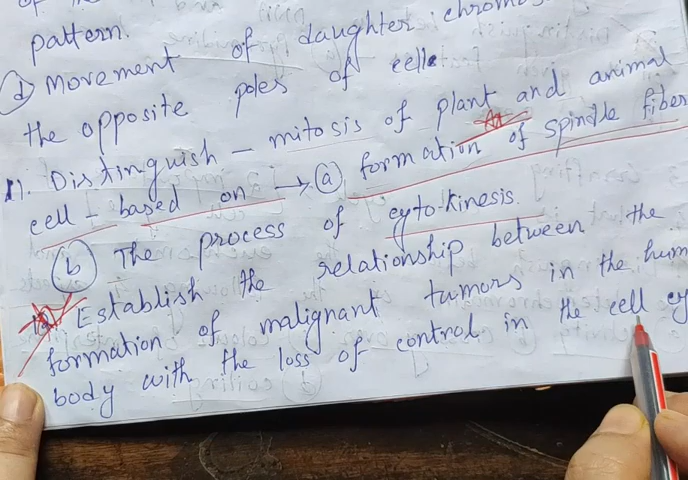 pattern.
(d) Movement of daughter chromos
the opposite poles of cell.
11. Distinguish - mitosis of plant and animal
cell - based on → (a) formation of spindle fiber
(b) The process of cyto-kinesis.
Establish the relationship between the
formation of malignant tumors in the hum
body with the loss of control in the cell cy